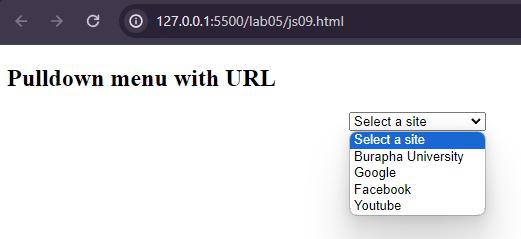 127.0.0.1:5500/lab05/js09.html
Pulldown menu with URL
Select a site
Select a site
Burapha University
Google
Facebook
Youtube